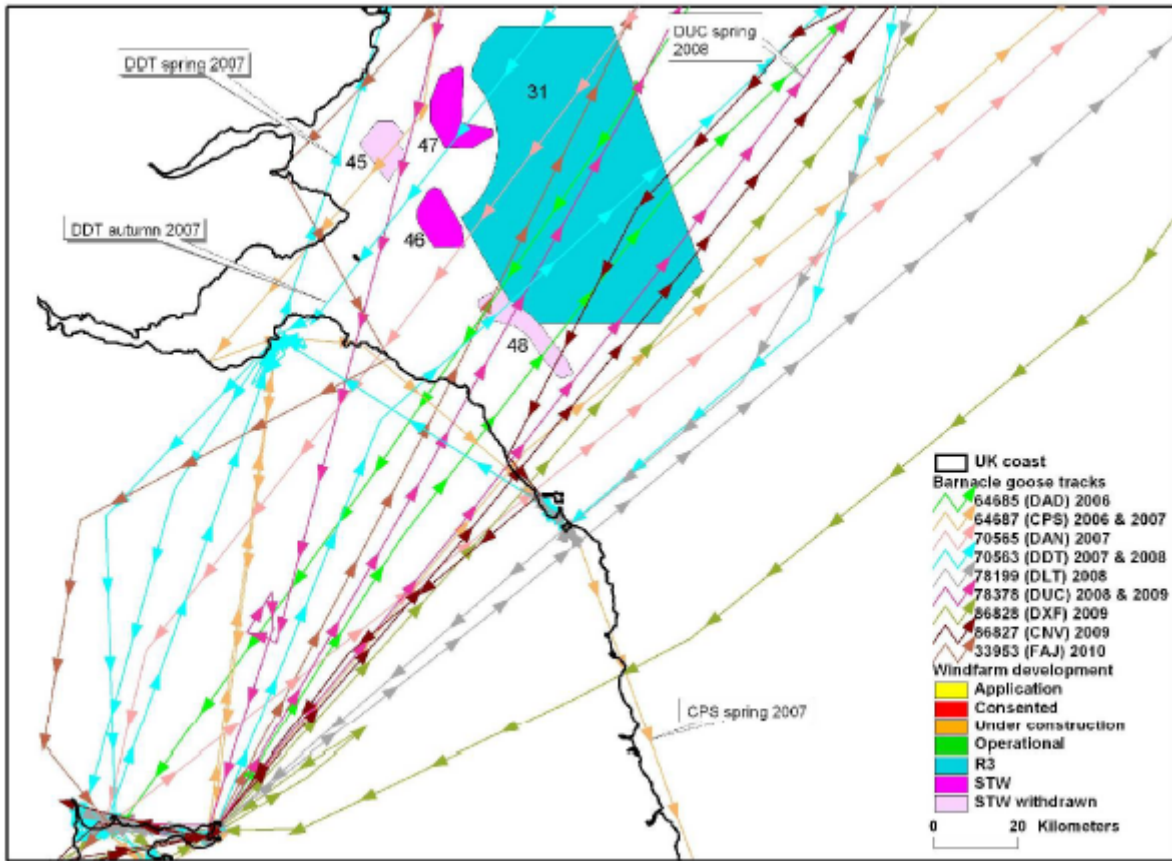 DDT spring 2007
DUC spring
2008
31
47
45
46
DDT autumn 2007
48
CPS spring 2007
UK coast
Barnacle goose tracks
64685 (DAD) 2006
64687 (CPS) 2006 & 2007
70565 (DAN) 2007
70563 (DDT) 2007 & 2008
78199 (DLT) 2008
78378 (DUC) 2008 & 2009
86828 (DXF) 2009
86827 (CNV) 2009
33953 (FAJ) 2010
Windfarm development
Application
Consented
Under construction
Operational
R3
STW
STW withdrawn
0 20 Kilometers